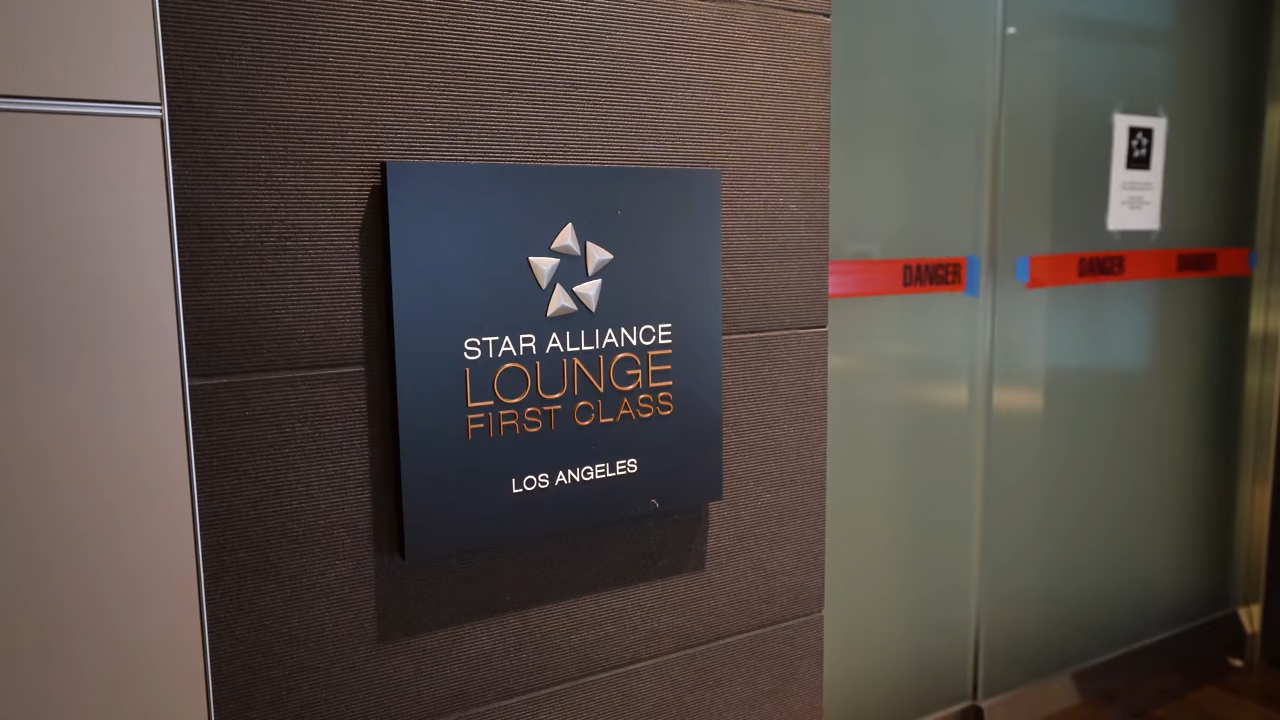 STAR ALLIANCE
LOUNGE
FIRST CLASS
LOS ANGELES
DANGER
DANGER DANGER